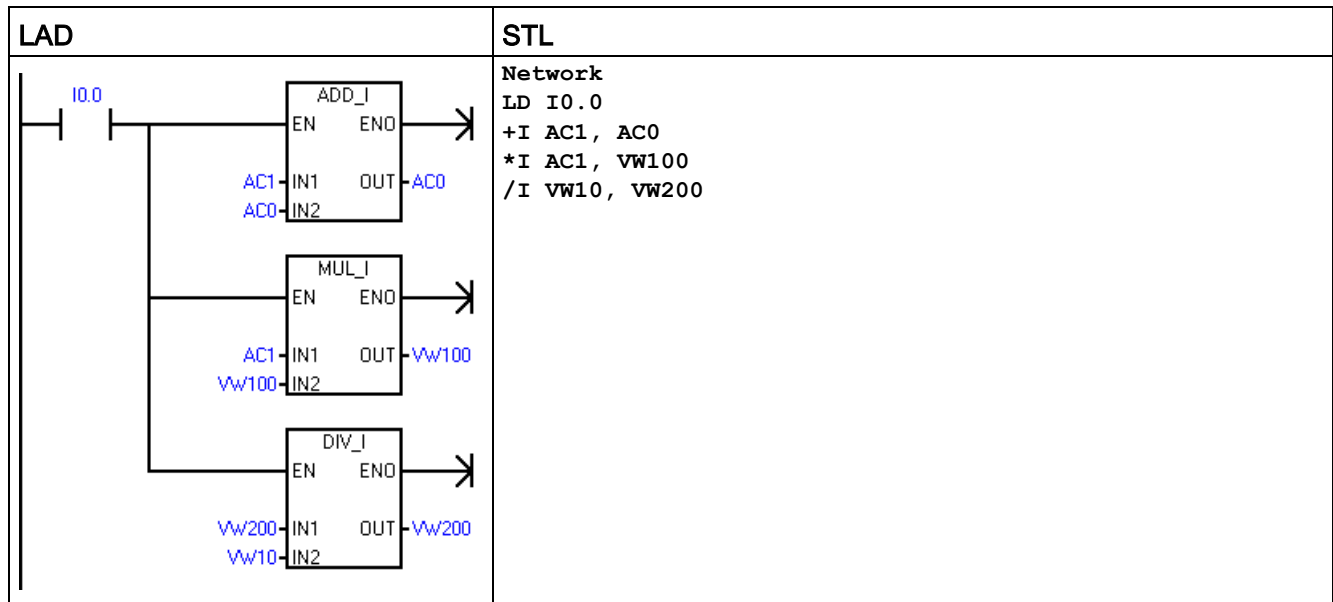 LAD
STL
I0.0
ADD_I
EN ENO
AC1 IN1 OUT AC0
AC0 IN2
MUL_I
EN ENO
AC1 IN1 OUT VW100
VW100 IN2
DIV_I
EN ENO
VW200 IN1 OUT VW200
VW10 IN2
Network
LD I0.0
+I AC1, AC0
*I AC1, VW100
/I VW10, VW200